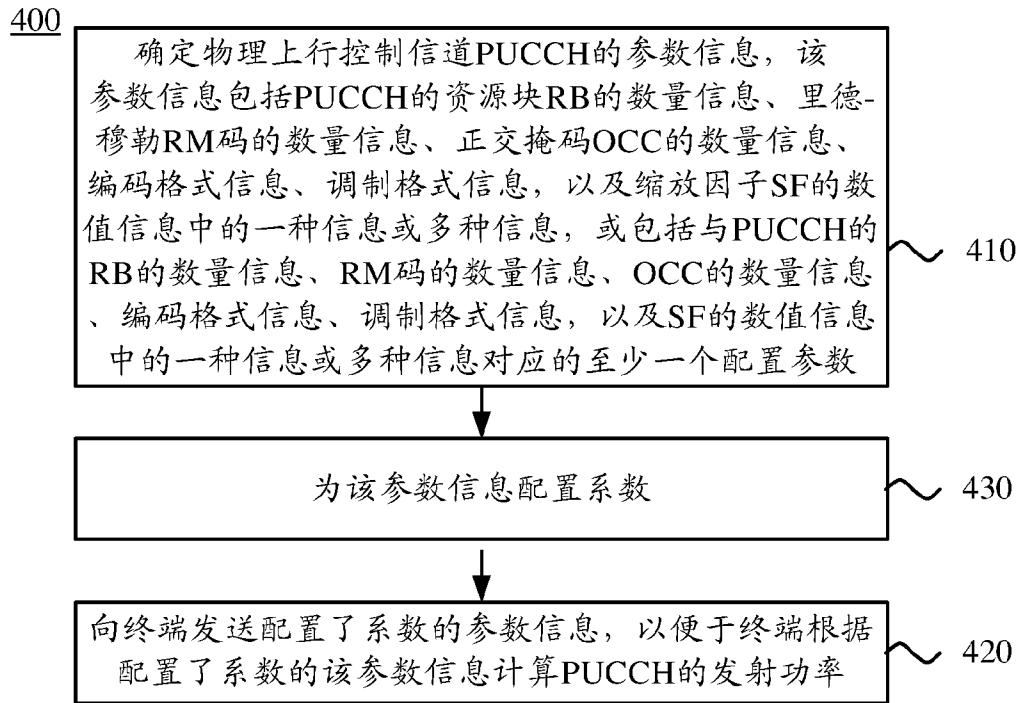 400
确定物理上行控制信道PUCCH的参数信息，该
参数信息包括PUCCH的资源块RB的数量信息、里德-
穆勒RM码的数量信息、正交掩码OCC的数量信息、
编码格式信息、调制格式信息，以及缩放因子SF的数
值信息中的一种信息或多种信息，或包括与PUCCH的
RB的数量信息、RM码的数量信息、OCC的数量信息
、编码格式信息、调制格式信息，以及SF的数值信息
中的一种信息或多种信息对应的至少一个配置参数
410
为该参数信息配置系数
430
向终端发送配置了系数的参数信息，以便于终端根据
配置了系数的该参数信息计算PUCCH的发射功率
420